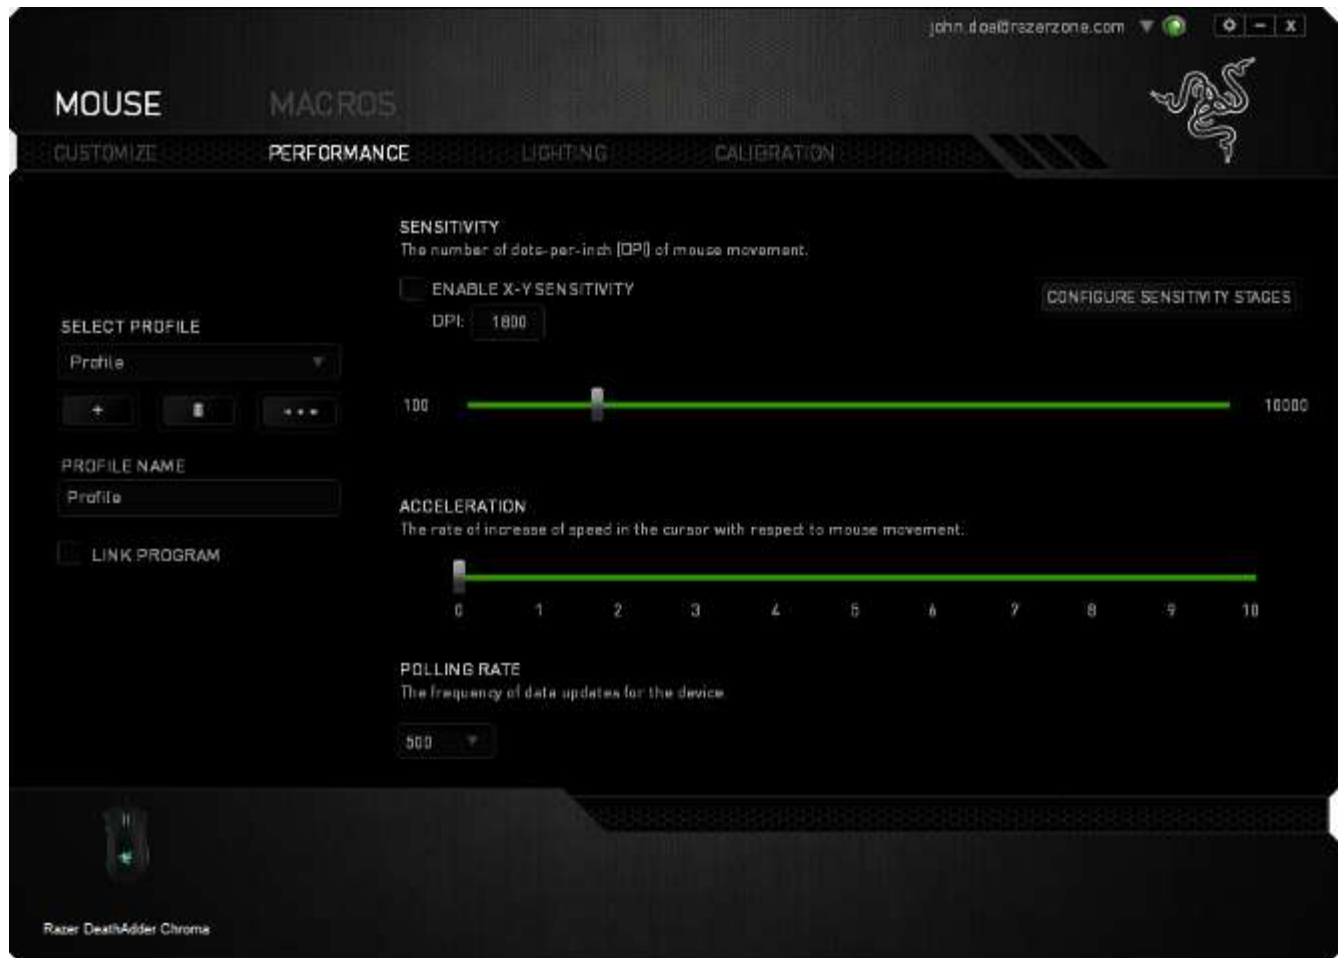 john.doe@razerzone.com
X
MOUSE
MACROS
CUSTOMIZE
PERFORMANCE
LIGHTING
CALIBRATION
SENSITIVITY
The number of dots-per-inch (DPI) of mouse movement.
ENABLE X-Y SENSITIVITY
CONFIGURE SENSITIVITY STAGES
DPI: 1800
SELECT PROFILE
Profile
100
10000
PROFILE NAME
Profile
ACCELERATION
The rate of increase of speed in the cursor with respect to mouse movement.
LINK PROGRAM
0 1 2 3 4 5 6 7 8 9 10
POLLING RATE
The frequency of data updates for the device
500
Razer DeathAdder Chroma